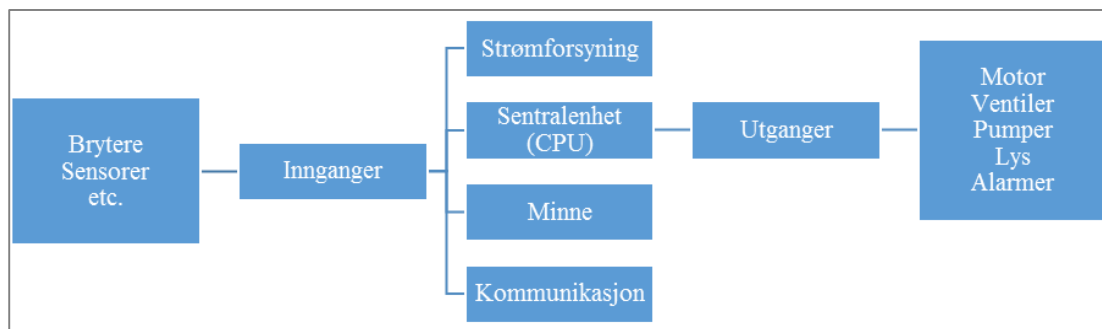 Brytere
Sensorer
etc.
Innganger
Strømforsyning
Sentralenhet
(CPU)
Minne
Kommunikasjon
Utganger
Motor
Ventiler
Pumper
Lys
Alarmer